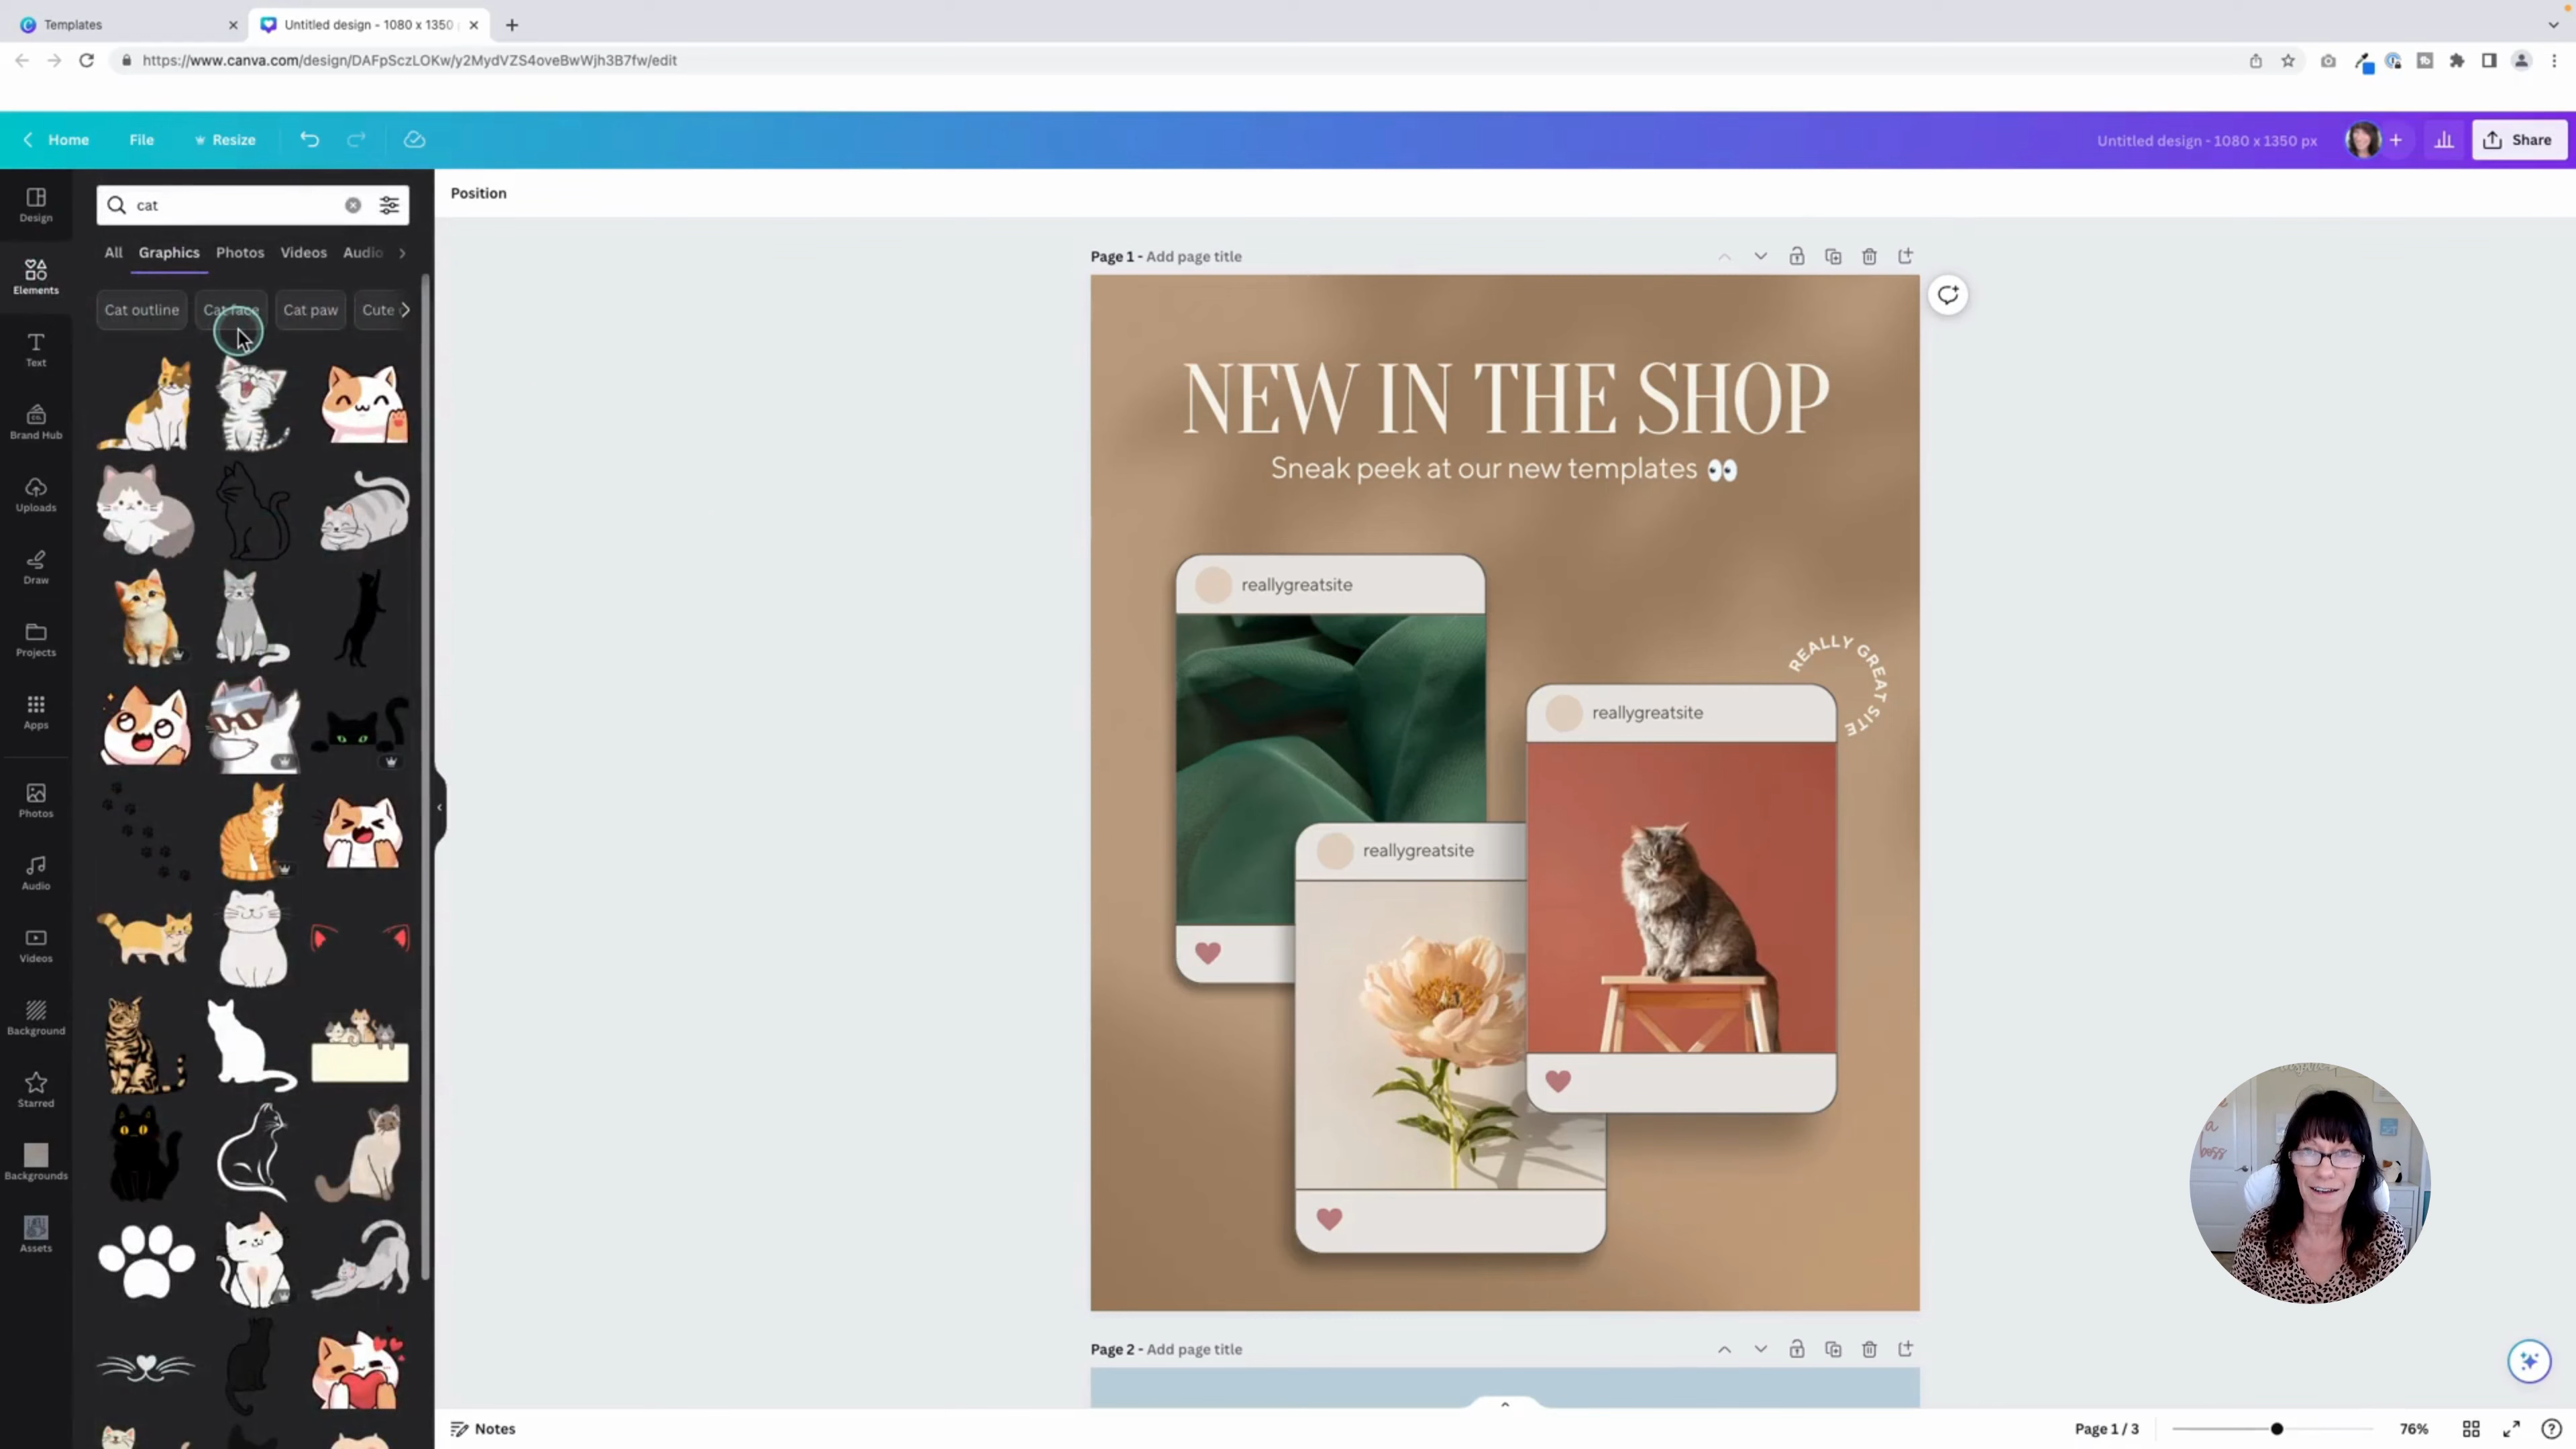 Templates
Untitled design - 1080 x 1350
https://www.canva.com/design/DAFpSczLOKw/y2MydVZS4oveBwWjh3B7fw/edit
Home
File
Resize
Untitled design - 1080 x 1350 px
Share
Design
Elements
Text
Brand Hub
Uploads
Draw
Projects
Apps
Photos
Audio
Videos
Background
Starred
Backgrounds
Assets
cat
All
Graphics
Photos
Videos
Audio
Cat outline
Cat face
Cat paw
Cute
Position
Page 1 - Add page title
NEW IN THE SHOP
Sneak peek at our new templates 👀
reallygreatsite
REALLY GREAT SITE
reallygreatsite
reallygreatsite
Page 2 - Add page title
boss
Notes
Page 1 / 3
76%